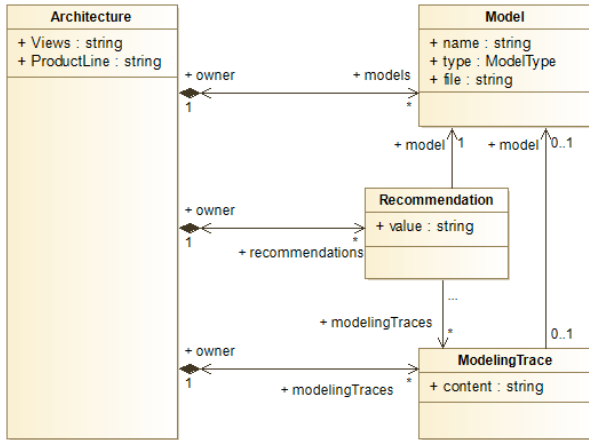 Architecture
+ Views : string
+ ProductLine : string
Model
+ name : string
+ type : ModelType
+ file : string
+ owner
+ models
1
*
+ model
1
+ model
0..1
Recommendation
+ value : string
+ owner
1
*
+ recommendations
...
+ modelingTraces
*
0..1
+ owner
1
*
+ modelingTraces
ModelingTrace
+ content : string